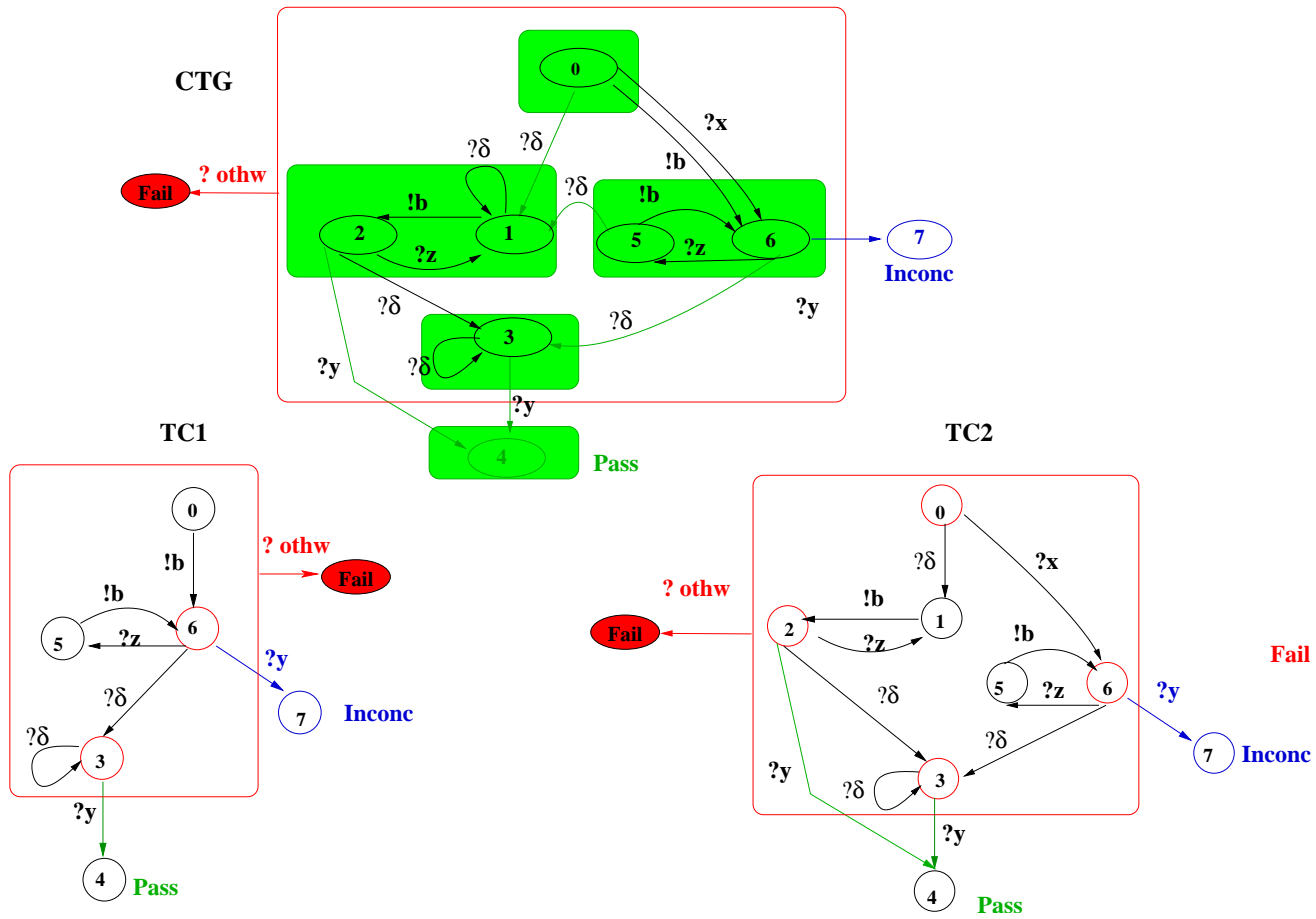 CTG
0
?x
!b
?δ
?δ
? othw
Fail
!b
?δ
!b
2
1
5
6
7
?z
?z
Inconc
?δ
?δ
?y
3
?δ
?y
?y
4
Pass
TC1
0
!b
? othw
Fail
!b
6
5
?z
?y
?δ
7
Inconc
?δ
3
?y
4
Pass
TC2
0
?δ
?x
? othw
!b
1
Fail
2
?z
!b
Fail
5
?z
6
?y
?δ
?δ
7
Inconc
?y
?δ
3
?y
4
Pass